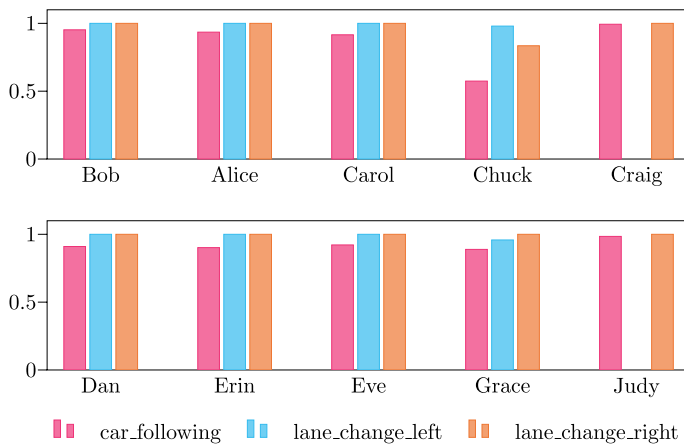 1
0.5
0
Bob Alice Carol Chuck Craig
1
0.5
0
Dan Erin Eve Grace Judy
car_following lane_change_left lane_change_right